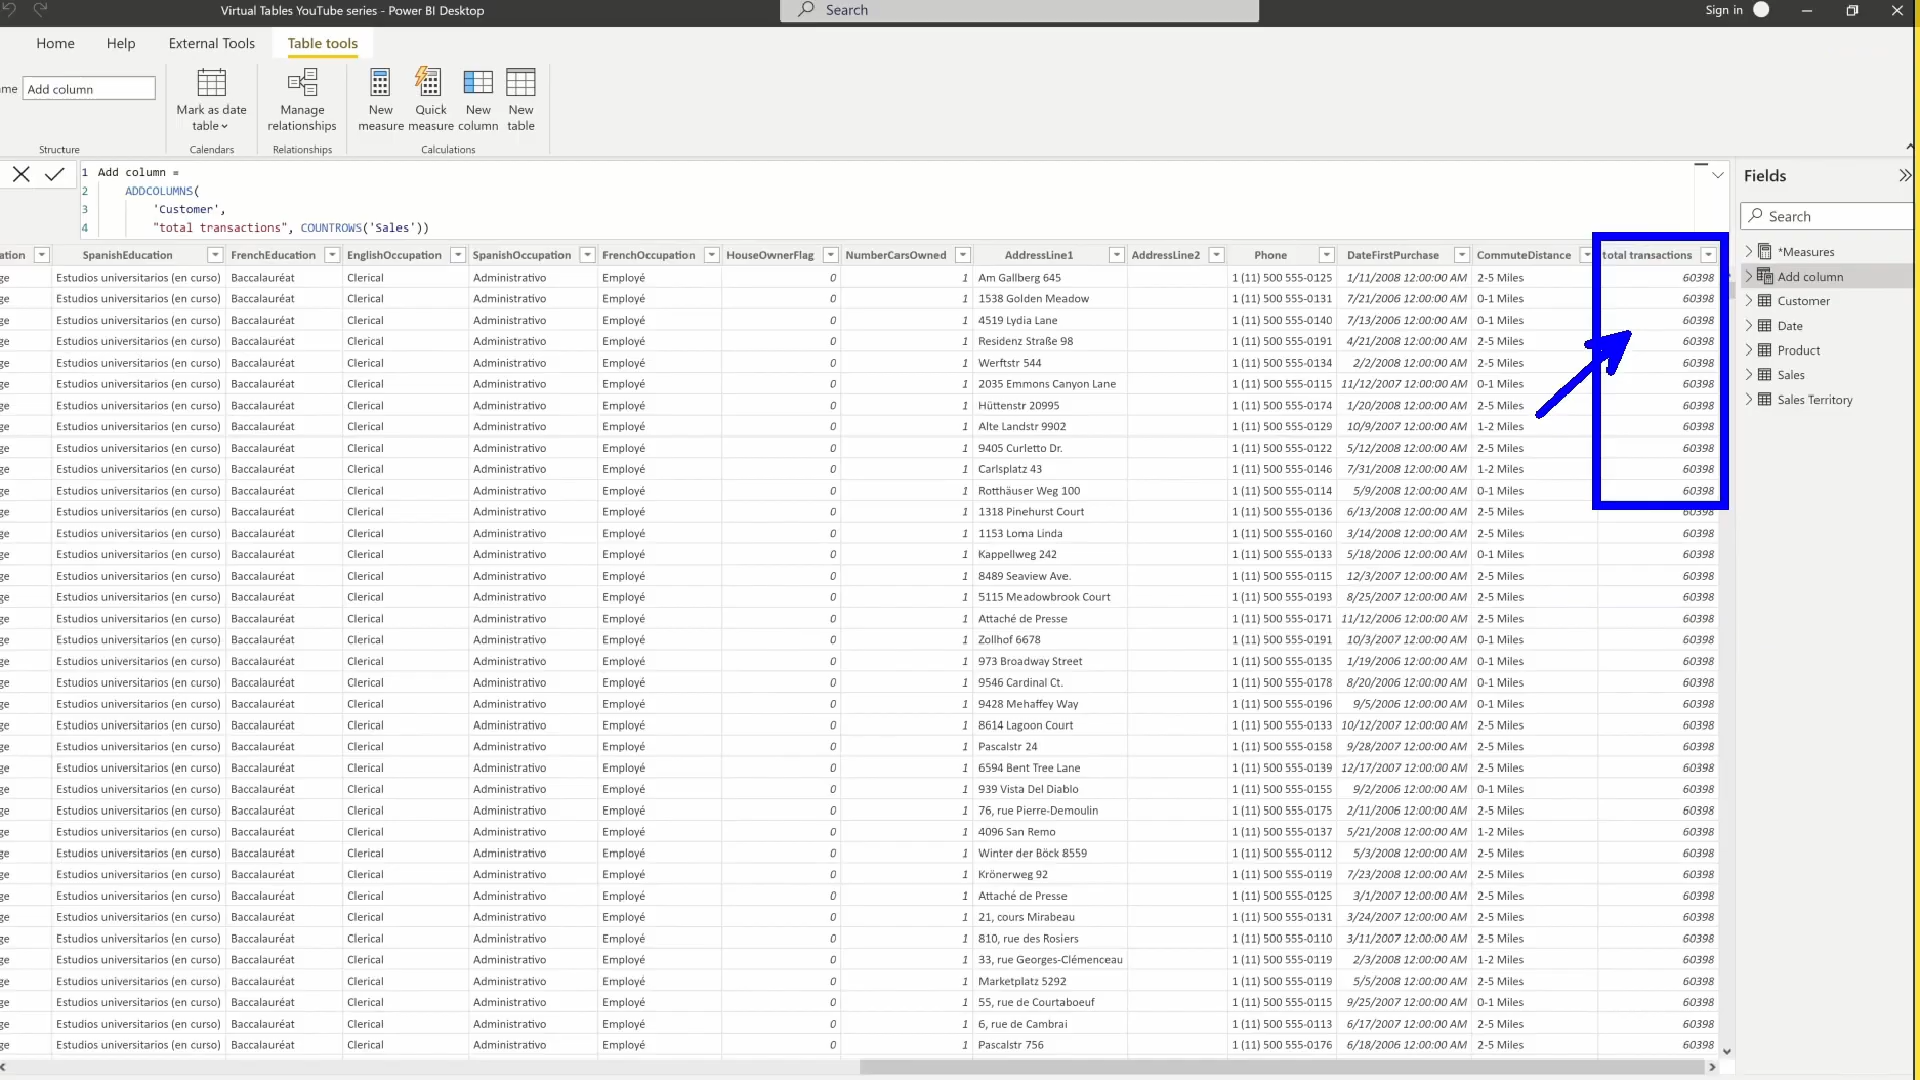 Virtual Tables YouTube series - Power BI Desktop
Search
Sign in
Home Help External Tools Table tools
Add column
Mark as date table
Manage relationships
New measure
Quick measure
New column
New table
Structure Calendars Relationships Calculations
1 Add column =
2 ADDCOLUMNS(
3 'Customer',
4 "total transactions", COUNTROWS('Sales'))
SpanishEducation FrenchEducation EnglishOccupation SpanishOccupation FrenchOccupation HouseOwnerFlag NumberCarsOwned AddressLine1 AddressLine2 Phone DateFirstPurchase CommuteDistance total transactions
ge Estudios universitarios (en curso) Baccalauréat Clerical Administrativo Employé 0 1 Am Gallberg 645 1 (11) 500 555-0125 1/11/2008 12:00:00 AM 2-5 Miles 60398
ge Estudios universitarios (en curso) Baccalauréat Clerical Administrativo Employé 0 1 1538 Golden Meadow 1 (11) 500 555-0131 7/21/2006 12:00:00 AM 0-1 Miles 60398
ge Estudios universitarios (en curso) Baccalauréat Clerical Administrativo Employé 0 1 4519 Lydia Lane 1 (11) 500 555-0140 7/13/2006 12:00:00 AM 0-1 Miles 60398
ge Estudios universitarios (en curso) Baccalauréat Clerical Administrativo Employé 0 1 Residenz Straße 98 1 (11) 500 555-0191 4/21/2008 12:00:00 AM 2-5 Miles 60398
ge Estudios universitarios (en curso) Baccalauréat Clerical Administrativo Employé 0 1 Werftstr 544 1 (11) 500 555-0134 2/2/2008 12:00:00 AM 2-5 Miles 60398
ge Estudios universitarios (en curso) Baccalauréat Clerical Administrativo Employé 0 1 2035 Emmons Canyon Lane 1 (11) 500 555-0115 11/12/2007 12:00:00 AM 0-1 Miles 60398
ge Estudios universitarios (en curso) Baccalauréat Clerical Administrativo Employé 0 1 Hüttenstr 20995 1 (11) 500 555-0174 1/20/2008 12:00:00 AM 2-5 Miles 60398
ge Estudios universitarios (en curso) Baccalauréat Clerical Administrativo Employé 0 1 Alte Landstr 9902 1 (11) 500 555-0129 10/9/2007 12:00:00 AM 1-2 Miles 60398
ge Estudios universitarios (en curso) Baccalauréat Clerical Administrativo Employé 0 1 9405 Curletto Dr. 1 (11) 500 555-0122 5/12/2008 12:00:00 AM 2-5 Miles 60398
ge Estudios universitarios (en curso) Baccalauréat Clerical Administrativo Employé 0 1 Carlsplatz 43 1 (11) 500 555-0146 7/31/2008 12:00:00 AM 1-2 Miles 60398
ge Estudios universitarios (en curso) Baccalauréat Clerical Administrativo Employé 0 1 Rotthäuser Weg 100 1 (11) 500 555-0114 5/9/2008 12:00:00 AM 0-1 Miles 60398
ge Estudios universitarios (en curso) Baccalauréat Clerical Administrativo Employé 0 1 1318 Pinehurst Court 1 (11) 500 555-0136 6/13/2008 12:00:00 AM 2-5 Miles 60398
ge Estudios universitarios (en curso) Baccalauréat Clerical Administrativo Employé 0 1 1153 Loma Linda 1 (11) 500 555-0160 3/14/2008 12:00:00 AM 2-5 Miles 60398
ge Estudios universitarios (en curso) Baccalauréat Clerical Administrativo Employé 0 1 Kappellweg 242 1 (11) 500 555-0133 5/18/2006 12:00:00 AM 0-1 Miles 60398
ge Estudios universitarios (en curso) Baccalauréat Clerical Administrativo Employé 0 1 8489 Seaview Ave. 1 (11) 500 555-0115 12/3/2007 12:00:00 AM 2-5 Miles 60398
ge Estudios universitarios (en curso) Baccalauréat Clerical Administrativo Employé 0 1 5115 Meadowbrook Court 1 (11) 500 555-0193 8/25/2007 12:00:00 AM 2-5 Miles 60398
ge Estudios universitarios (en curso) Baccalauréat Clerical Administrativo Employé 0 1 Attaché de Presse 1 (11) 500 555-0171 11/12/2006 12:00:00 AM 2-5 Miles 60398
ge Estudios universitarios (en curso) Baccalauréat Clerical Administrativo Employé 0 1 Zollhof 6678 1 (11) 500 555-0191 10/3/2007 12:00:00 AM 0-1 Miles 60398
ge Estudios universitarios (en curso) Baccalauréat Clerical Administrativo Employé 0 1 973 Broadway Street 1 (11) 500 555-0135 1/19/2006 12:00:00 AM 0-1 Miles 60398
ge Estudios universitarios (en curso) Baccalauréat Clerical Administrativo Employé 0 1 9546 Cardinal Ct. 1 (11) 500 555-0178 8/20/2006 12:00:00 AM 0-1 Miles 60398
ge Estudios universitarios (en curso) Baccalauréat Clerical Administrativo Employé 0 1 9428 Mehaffey Way 1 (11) 500 555-0196 9/5/2006 12:00:00 AM 0-1 Miles 60398
ge Estudios universitarios (en curso) Baccalauréat Clerical Administrativo Employé 0 1 8614 Lagoon Court 1 (11) 500 555-0133 10/12/2007 12:00:00 AM 2-5 Miles 60398
ge Estudios universitarios (en curso) Baccalauréat Clerical Administrativo Employé 0 1 Pascalstr 24 1 (11) 500 555-0158 9/28/2007 12:00:00 AM 2-5 Miles 60398
ge Estudios universitarios (en curso) Baccalauréat Clerical Administrativo Employé 0 1 6594 Bent Tree Lane 1 (11) 500 555-0139 12/17/2007 12:00:00 AM 2-5 Miles 60398
ge Estudios universitarios (en curso) Baccalauréat Clerical Administrativo Employé 0 1 939 Vista Del Diablo 1 (11) 500 555-0155 9/2/2006 12:00:00 AM 0-1 Miles 60398
ge Estudios universitarios (en curso) Baccalauréat Clerical Administrativo Employé 0 1 76, rue Pierre-Demoulin 1 (11) 500 555-0175 2/11/2006 12:00:00 AM 2-5 Miles 60398
ge Estudios universitarios (en curso) Baccalauréat Clerical Administrativo Employé 0 1 4096 San Remo 1 (11) 500 555-0137 5/21/2008 12:00:00 AM 1-2 Miles 60398
ge Estudios universitarios (en curso) Baccalauréat Clerical Administrativo Employé 0 1 Winter der Böck 8559 1 (11) 500 555-0112 5/3/2008 12:00:00 AM 2-5 Miles 60398
ge Estudios universitarios (en curso) Baccalauréat Clerical Administrativo Employé 0 1 Krönerweg 92 1 (11) 500 555-0119 7/23/2008 12:00:00 AM 2-5 Miles 60398
ge Estudios universitarios (en curso) Baccalauréat Clerical Administrativo Employé 0 1 Attaché de Presse 1 (11) 500 555-0125 3/1/2007 12:00:00 AM 2-5 Miles 60398
ge Estudios universitarios (en curso) Baccalauréat Clerical Administrativo Employé 0 1 21, cours Mirabeau 1 (11) 500 555-0131 3/24/2007 12:00:00 AM 2-5 Miles 60398
ge Estudios universitarios (en curso) Baccalauréat Clerical Administrativo Employé 0 1 810, rue des Rosiers 1 (11) 500 555-0110 3/11/2007 12:00:00 AM 2-5 Miles 60398
ge Estudios universitarios (en curso) Baccalauréat Clerical Administrativo Employé 0 1 33, rue Georges-Clémenceau 1 (11) 500 555-0119 2/3/2008 12:00:00 AM 1-2 Miles 60398
ge Estudios universitarios (en curso) Baccalauréat Clerical Administrativo Employé 0 1 Marketplatz 5292 1 (11) 500 555-0119 5/5/2008 12:00:00 AM 2-5 Miles 60398
ge Estudios universitarios (en curso) Baccalauréat Clerical Administrativo Employé 0 1 55, rue de Courtaboeuf 1 (11) 500 555-0115 9/25/2007 12:00:00 AM 0-1 Miles 60398
ge Estudios universitarios (en curso) Baccalauréat Clerical Administrativo Employé 0 1 6, rue de Cambrai 1 (11) 500 555-0113 6/17/2007 12:00:00 AM 2-5 Miles 60398
ge Estudios universitarios (en curso) Baccalauréat Clerical Administrativo Employé 0 1 Pascalstr 756 1 (11) 500 555-0176 6/18/2006 12:00:00 AM 2-5 Miles 60398
Fields
Search
*Measures
Add column
Customer
Date
Product
Sales
Sales Territory